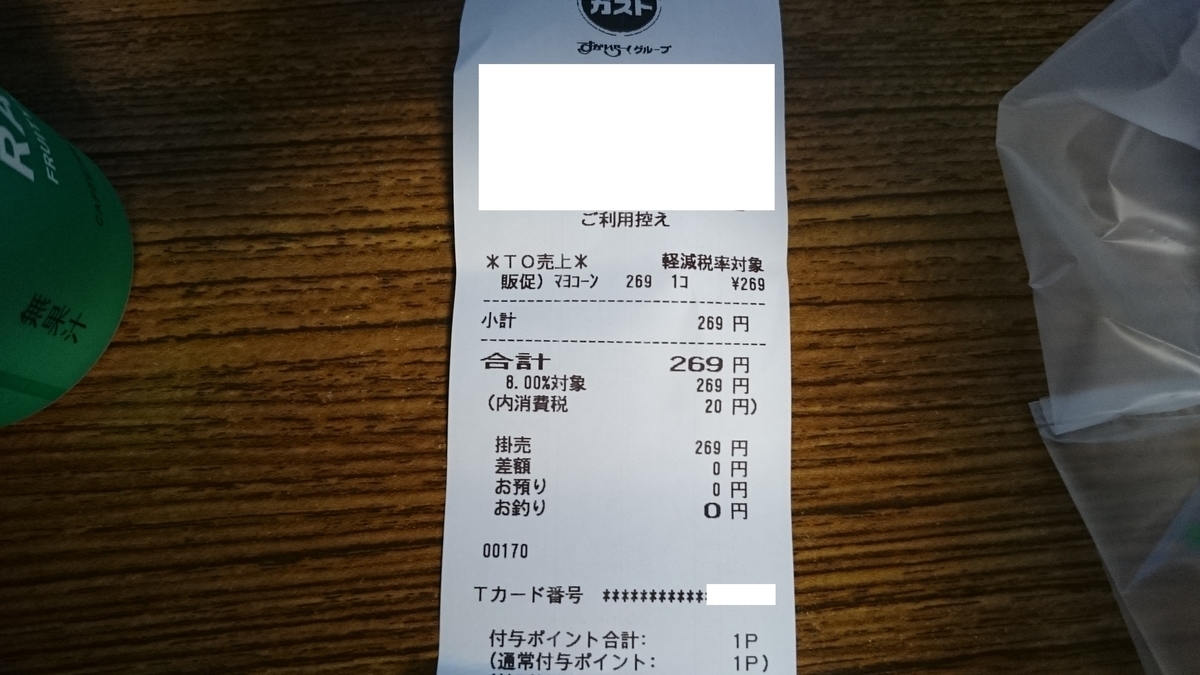 ガスト
すかいらーくグループ
ご利用控え
*TO売上* 軽減税率対象
販促) マヨコーン 269 1コ ¥269
小計 269 円
合計 269 円
8.00%対象 269 円
(内消費税 20 円)
掛売 269 円
差額 0 円
お預り 0 円
お釣り 0 円
00170
Tカード番号 ***********
付与ポイント合計: 1P
(通常付与ポイント: 1P)
無果汁